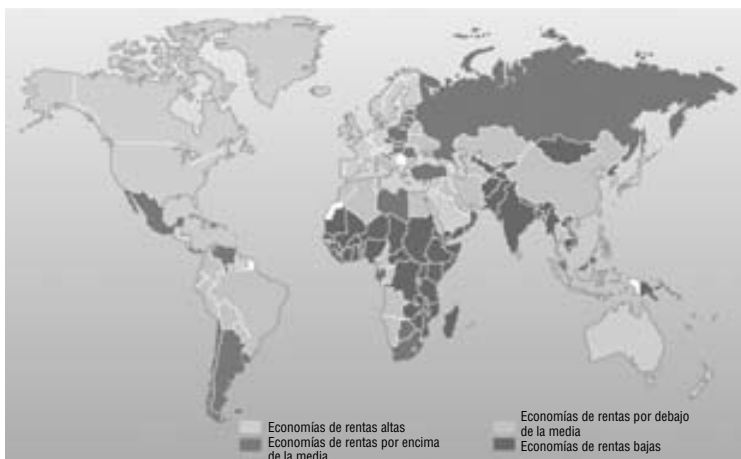 Economías de rentas altas
Economías de rentas por encima
de la media
Economías de rentas por debajo
de la media
Economías de rentas bajas